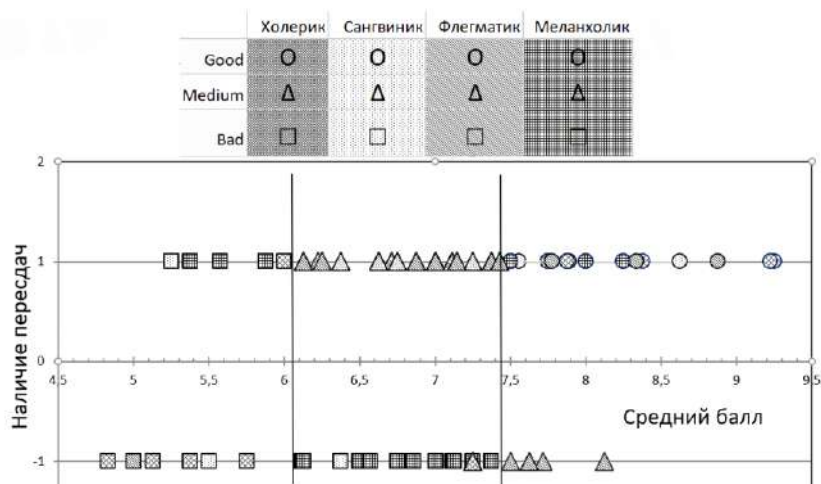 Холерик Сангвиник Флегматик Меланхолик
Good
Medium
Bad
2
1
0
-1
4,5 5 5,5 6 6,5 7 7,5 8 8,5 9 9,5
Наличие пересдач
Средний балл